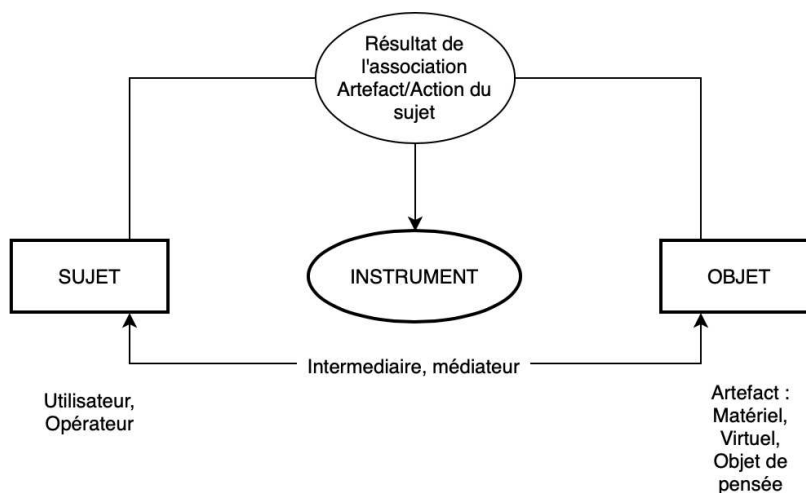 Résultat de
l'association
Artefact/Action du
sujet
SUJET
INSTRUMENT
OBJET
Intermediaire, médiateur
Utilisateur,
Opérateur
Artefact :
Matériel,
Virtuel,
Objet de
pensée